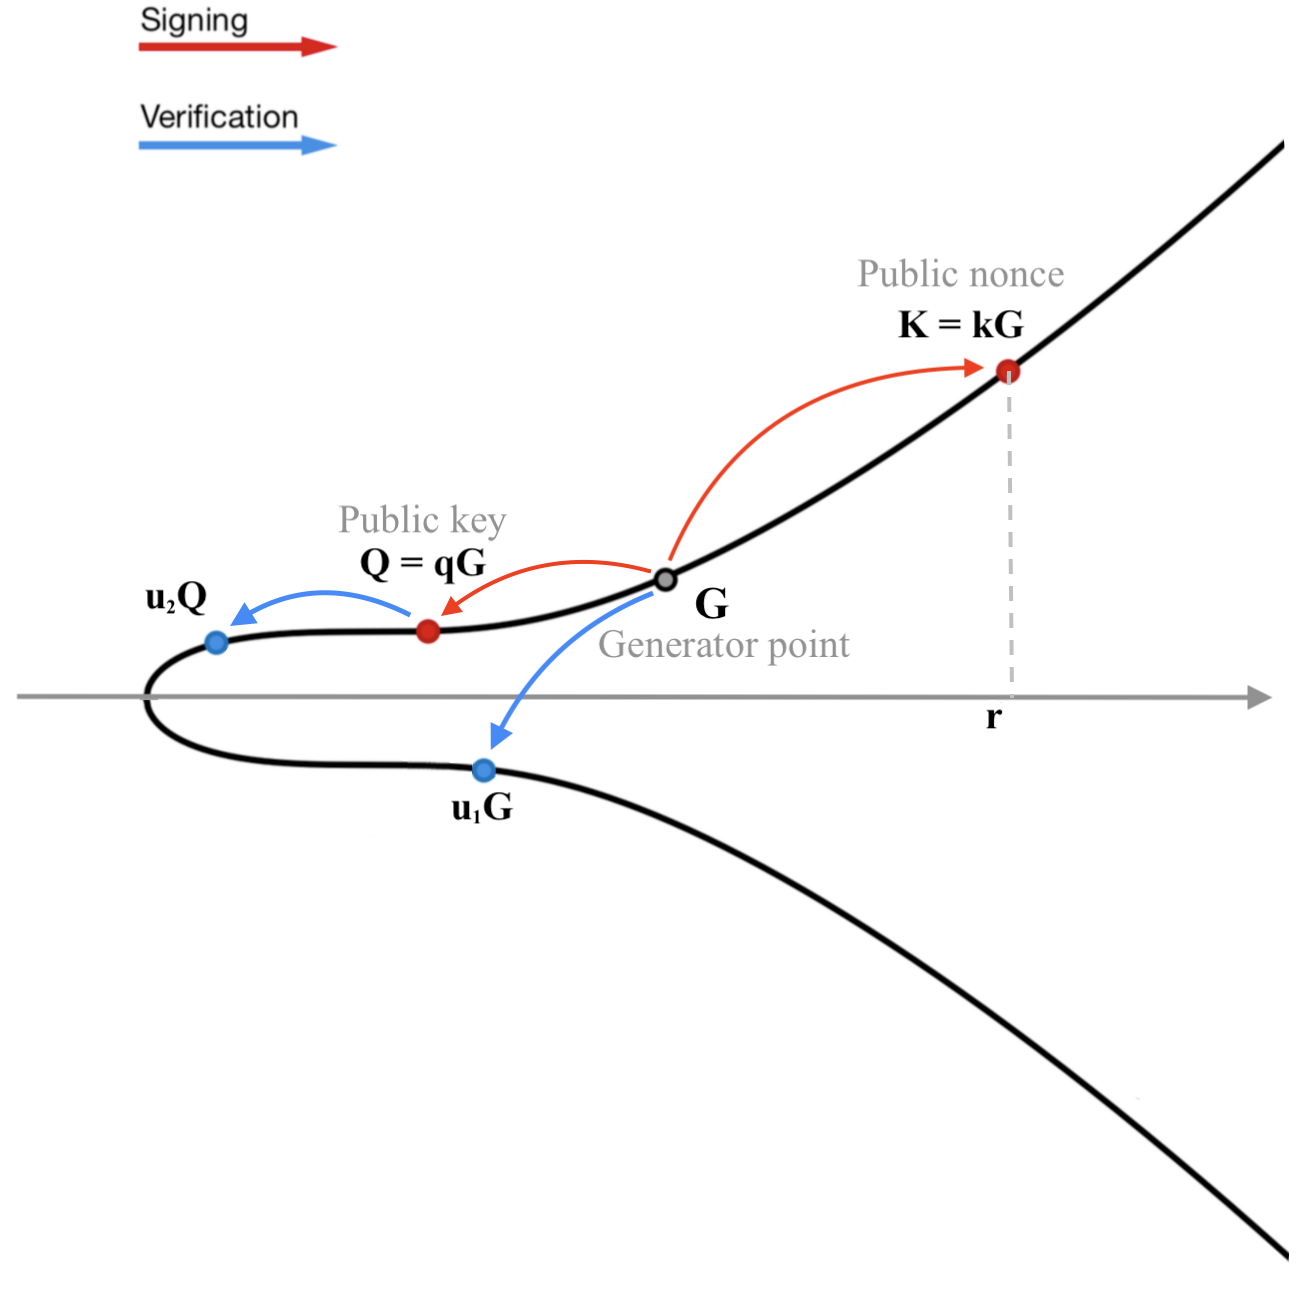 Signing
Verification
Public nonce
K = kG
Public key
Q = qG
u₂Q
G
Generator point
r
u₁G